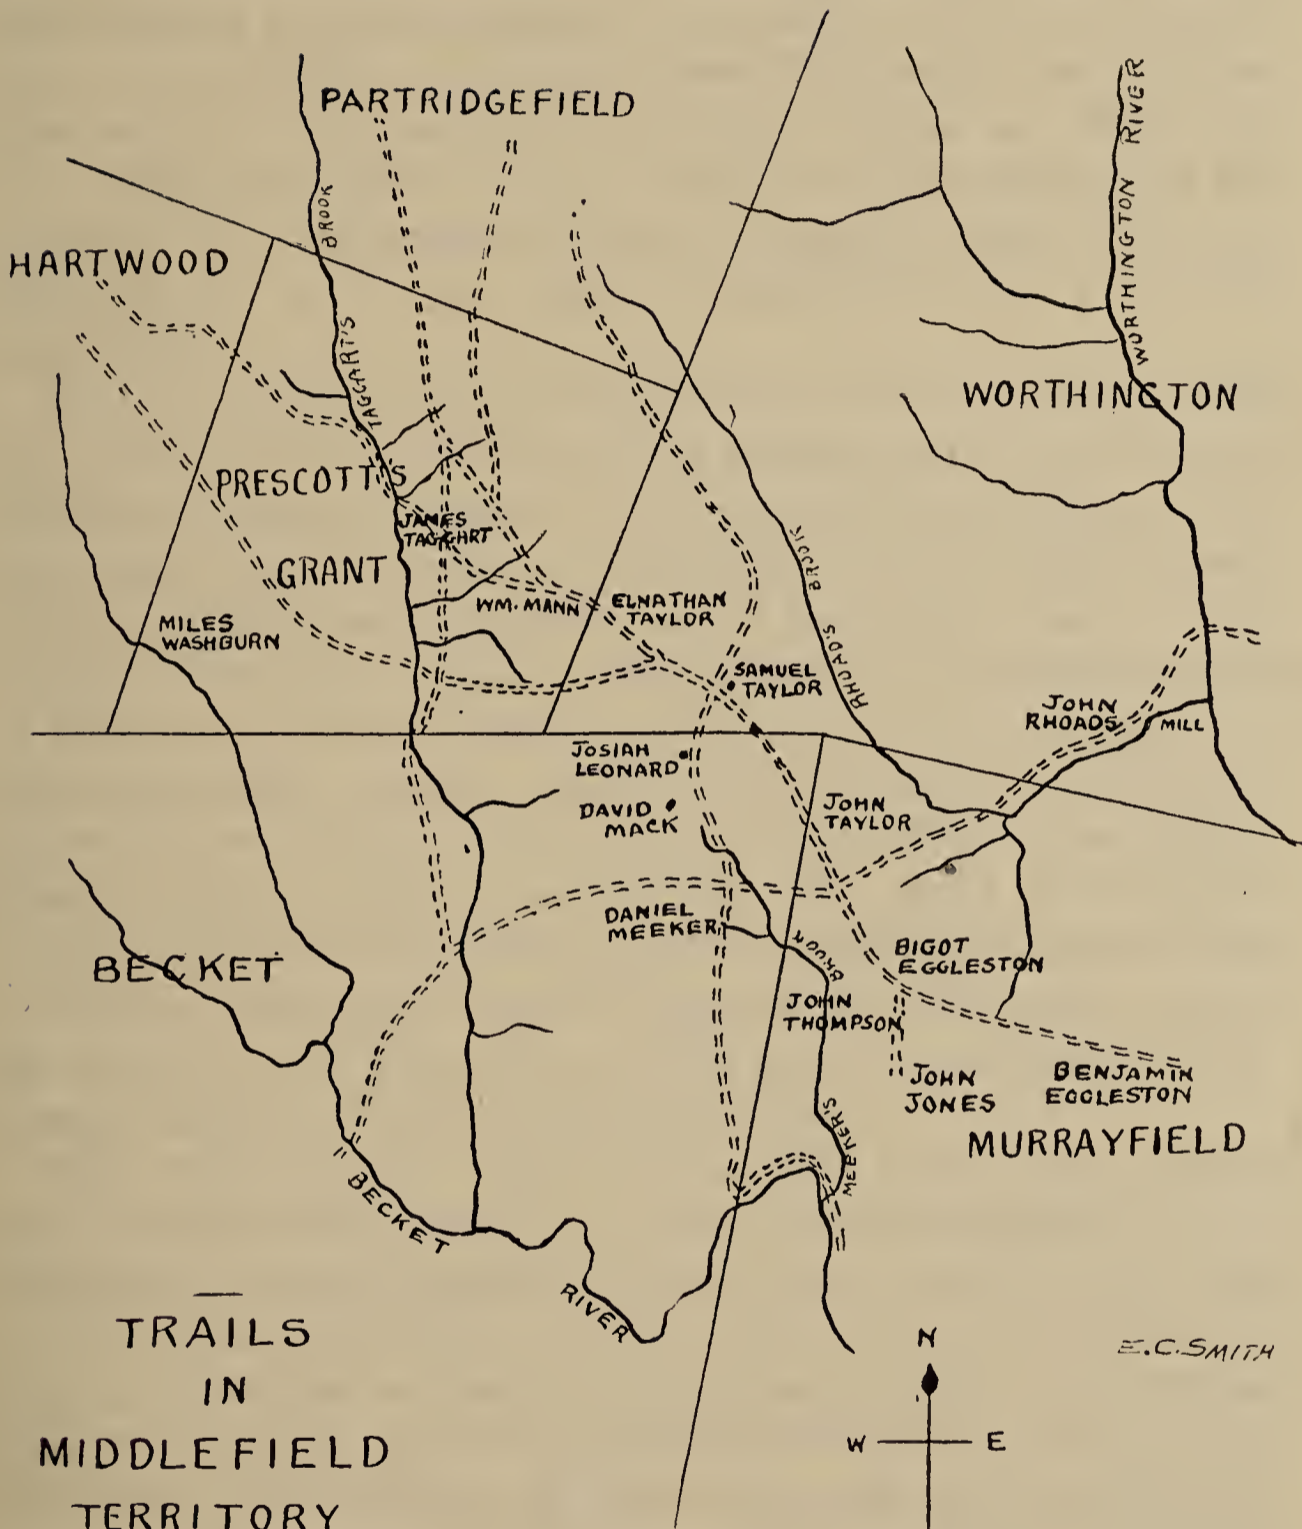 PARTRIDGEFIELD
WORTHINGTON RIVER
BROOK
HARTWOOD
TAGGART'S
WORTHINGTON
PRESCOTT'S
GRANT
JAMES
TAGGHRT
WM. MANN
ELNATHAN
TAYLOR
BROOK
RHOAD'S
MILES
WASHBURN
SAMUEL
TAYLOR
JOHN
RHOADS
MILL
JOSIAH
LEONARD
DAVID
MACK
JOHN
TAYLOR
DANIEL
MEEKER
BROOK
BIGOT
EGGLESTON
BECKET
JOHN
THOMPSON
JOHN
JONES
BENJAMIN
EGGLESTON
MEEKER'S
MURRAYFIELD
BECKET
RIVER
TRAILS
IN
MIDDLEFIELD
TERRITORY
N
W E
E.C. SMITH